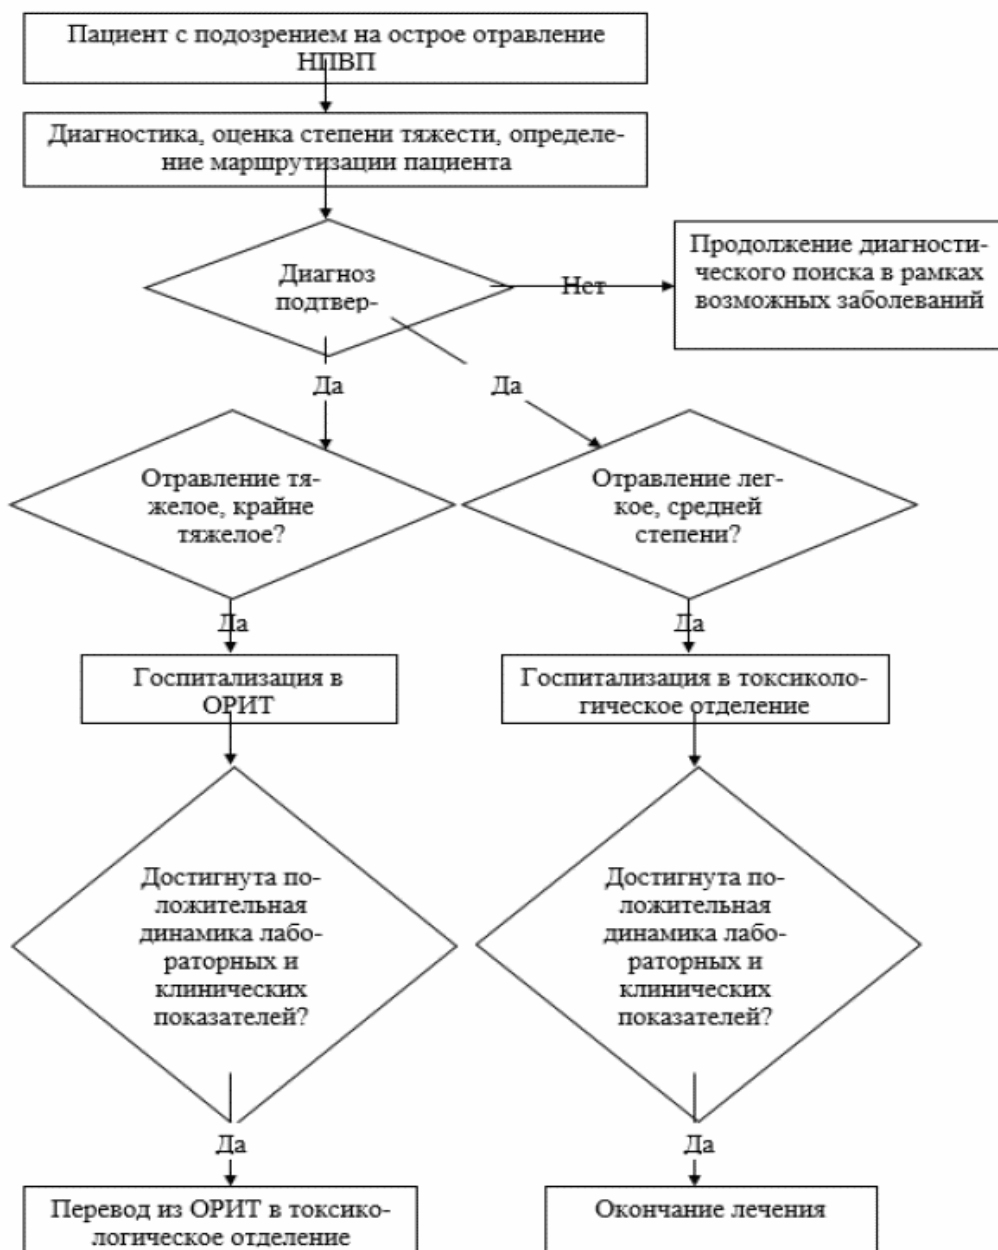 Пациент с подозрением на острое отравление
НПВП
Диагностика, оценка степени тяжести, определе-
ние маршрутизации пациента
Диагноз
подтвер-
Нет
Продолжение диагности-
ческого поиска в рамках
возможных заболеваний
Да
Да
Отравление тя-
желое, крайне
тяжелое?
Отравление лег-
кое, средней
степени?
Да
Да
Госпитализация в
ОРИТ
Госпитализация в токсиколо-
гическое отделение
Достигнута по-
ложительная
динамика лабо-
раторных и
клинических
показателей?
Достигнута по-
ложительная
динамика лабо-
раторных и
клинических
показателей?
Да
Да
Перевод из ОРИТ в токсико-
логическое отделение
Окончание лечения